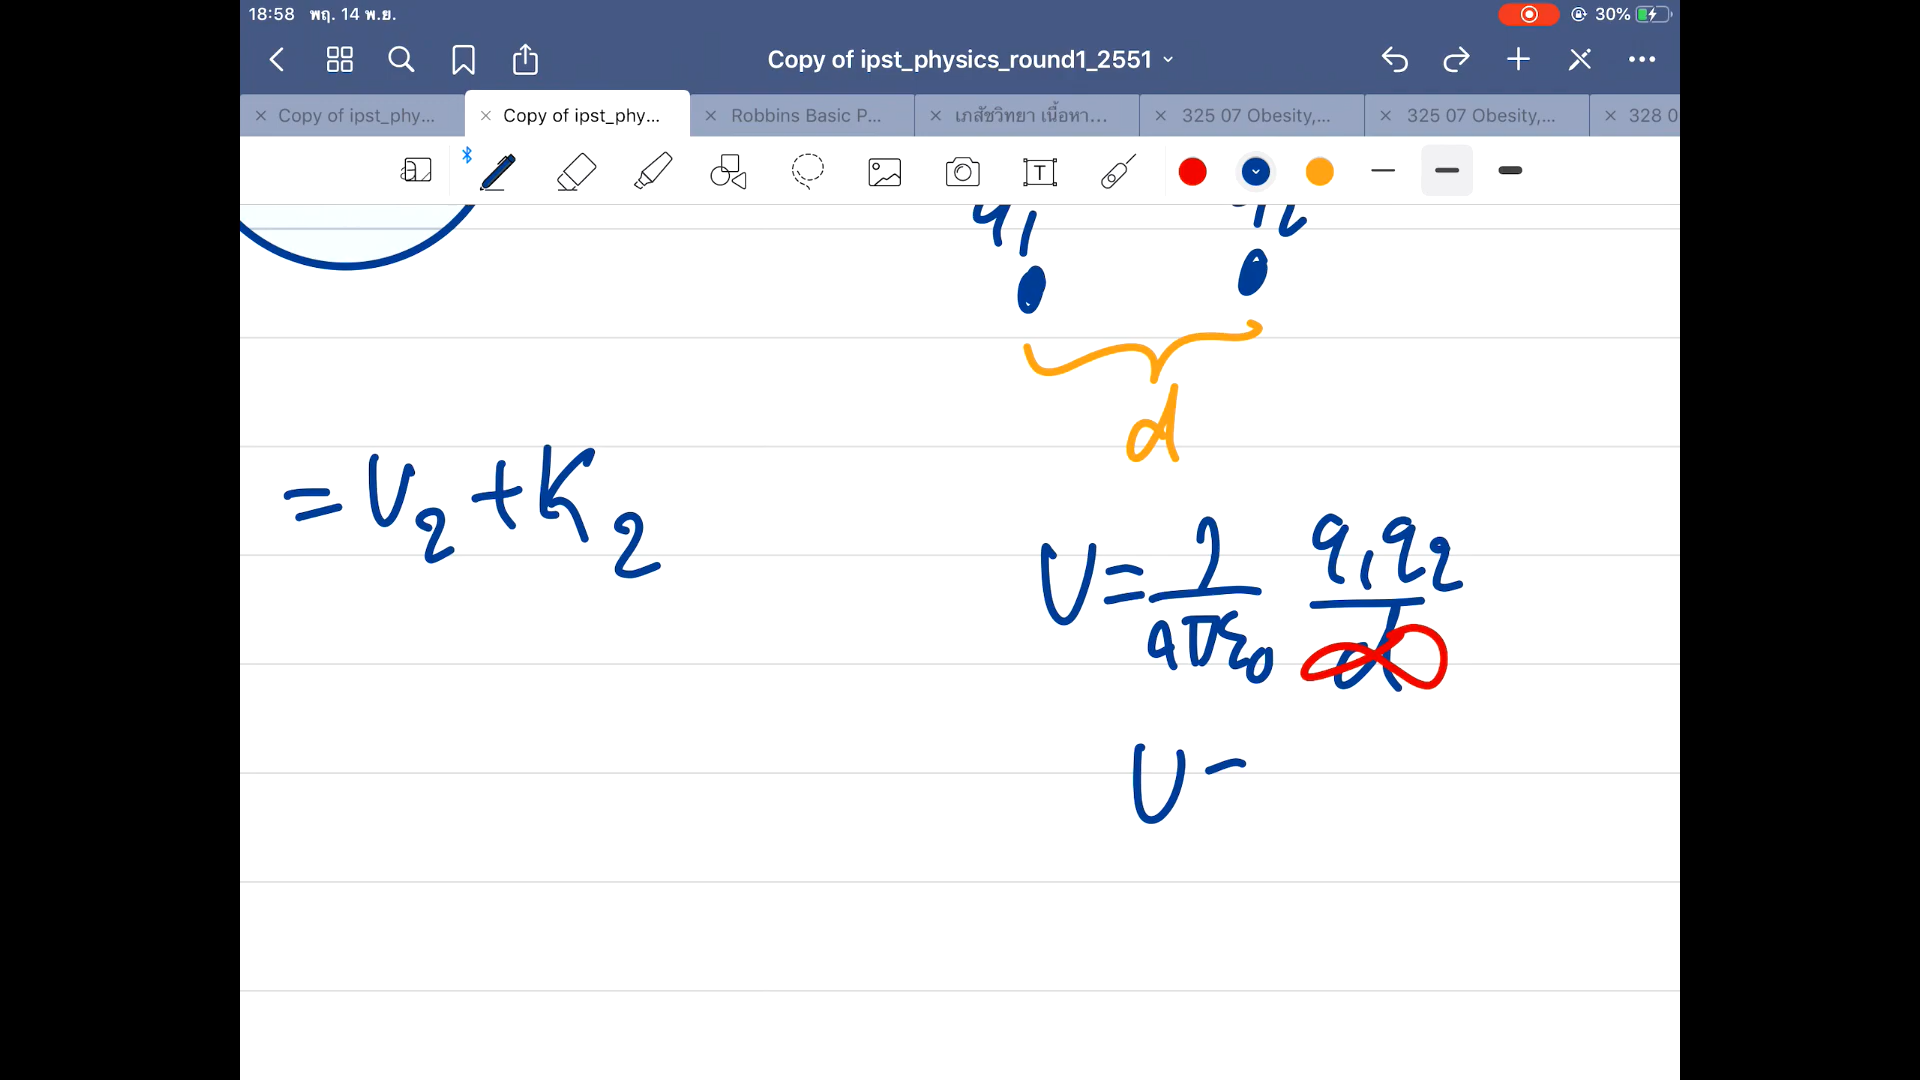 18:58 พฤ. 14 พ.ย. 30%
Copy of ipst_physics_round1_2551
Copy of ipst_phy... Copy of ipst_phy... Robbins Basic P... เภสัชวิทยา เนื้อหา... 325 07 Obesity,... 325 07 Obesity,... 328 0
a T
q1 q2
d
= U2 + K2
U = 1/4πε0 q1q2/d ∞
U -